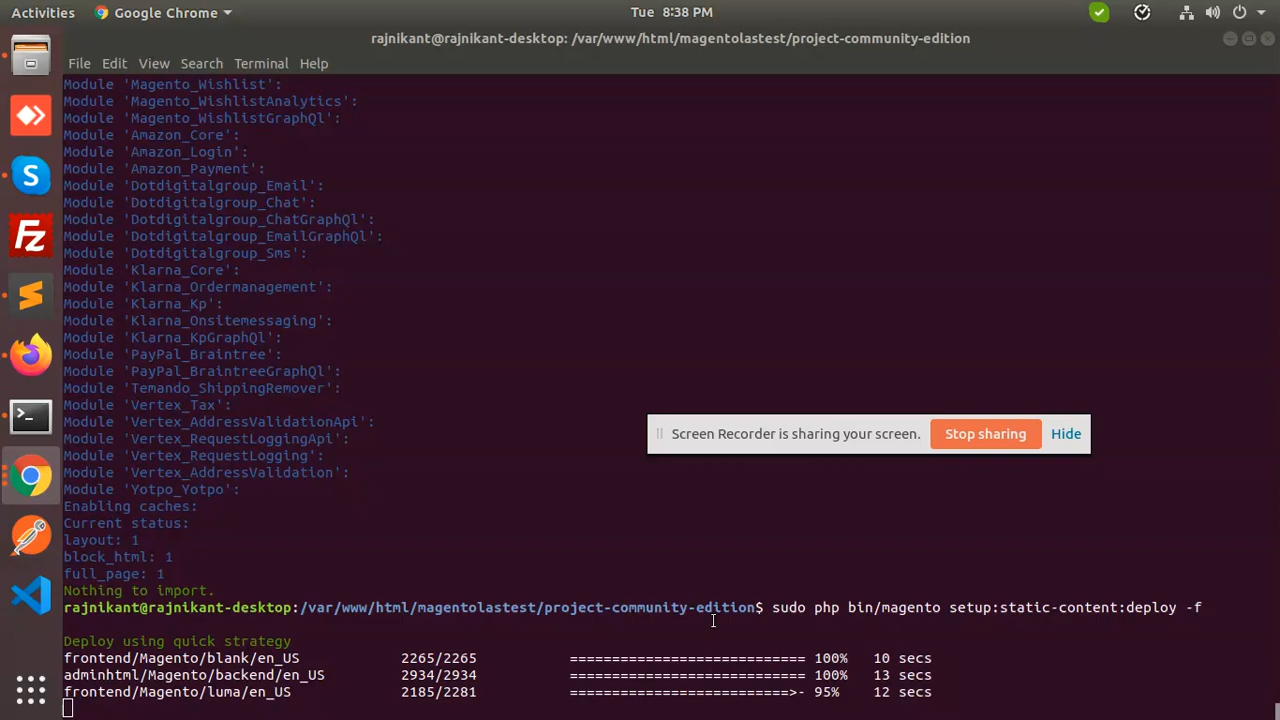 Activities
Google Chrome
Tue 8:38 PM
rajnikant@rajnikant-desktop: /var/www/html/magentolastest/project-community-edition
File Edit View Search Terminal Help
Module 'Magento_Wishlist':
Module 'Magento_WishlistAnalytics':
Module 'Magento_WishlistGraphQl':
Module 'Amazon_Core':
Module 'Amazon_Login':
Module 'Amazon_Payment':
Module 'Dotdigitalgroup_Email':
Module 'Dotdigitalgroup_Chat':
Module 'Dotdigitalgroup_ChatGraphQl':
Module 'Dotdigitalgroup_EmailGraphQl':
Module 'Dotdigitalgroup_Sms':
Module 'Klarna_Core':
Module 'Klarna_Ordermanagement':
Module 'Klarna_Kp':
Module 'Klarna_Onsitemessaging':
Module 'Klarna_KpGraphQl':
Module 'PayPal_Braintree':
Module 'PayPal_BraintreeGraphQl':
Module 'Temando_ShippingRemover':
Module 'Vertex_Tax':
Module 'Vertex_AddressValidationApi':
Module 'Vertex_RequestLoggingApi':
Module 'Vertex_RequestLogging':
Module 'Vertex_AddressValidation':
Module 'Yotpo_Yotpo':
Screen Recorder is sharing your screen. Stop sharing Hide
Enabling caches:
Current status:
layout: 1
block_html: 1
full_page: 1
Nothing to import.
rajnikant@rajnikant-desktop:/var/www/html/magentolastest/project-community-edition$ sudo php bin/magento setup:static-content:deploy -f
Deploy using quick strategy
frontend/Magento/blank/en_US 2265/2265 ============================ 100% 10 secs
adminhtml/Magento/backend/en_US 2934/2934 ============================ 100% 13 secs
frontend/Magento/luma/en_US 2185/2281 ==========================>- 95% 12 secs